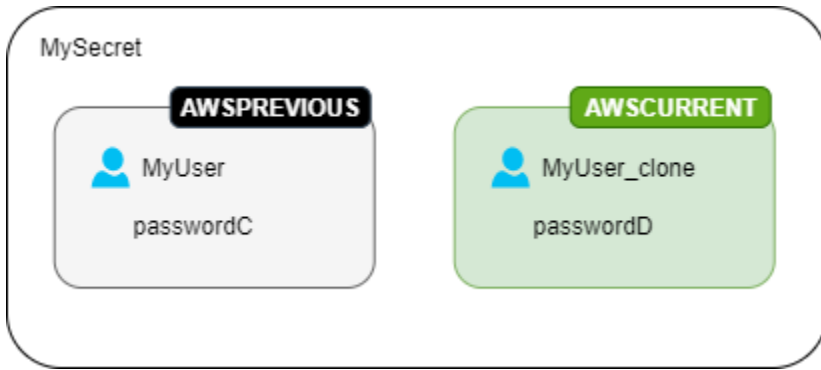 MySecret
AWSPREVIOUS
MyUser
passwordC
AWSCURRENT
MyUser_clone
passwordD